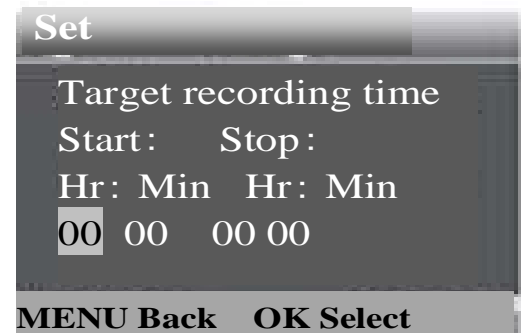 Set
Target recording time
Start: Stop:
Hr: Min Hr: Min
00 00 00 00
MENU Back OK Select